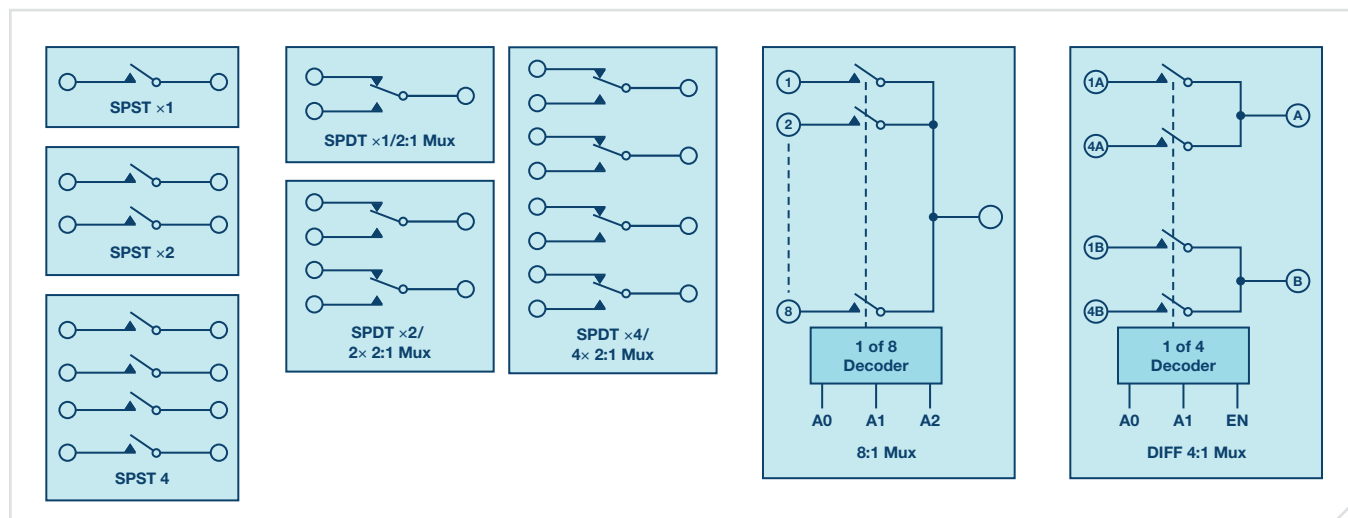 SPST ×1
SPST ×2
SPST 4
SPDT ×1/2:1 Mux
SPDT ×2/
2× 2:1 Mux
SPDT ×4/
4× 2:1 Mux
1
2
8
1 of 8
Decoder
A0 A1 A2
8:1 Mux
1A
4A
A
1B
4B
B
1 of 4
Decoder
A0 A1 EN
DIFF 4:1 Mux